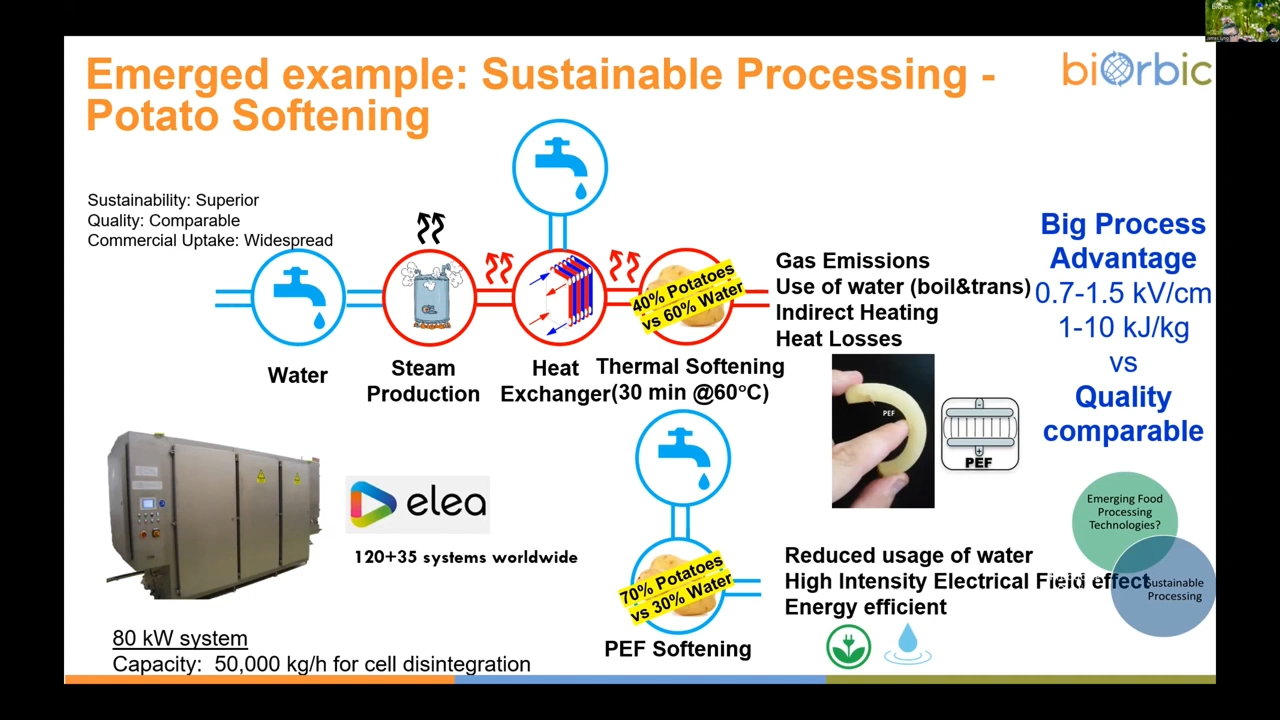 Emerged example: Sustainable Processing -
Potato Softening
biOrbic
Sustainability: Superior
Quality: Comparable
Commercial Uptake: Widespread
40% Potatoes
vs 60% Water
Water
Steam
Production
Heat
Exchanger
Thermal Softening
(30 min @60°C)
Gas Emissions
Use of water (boil&trans)
Indirect Heating
Heat Losses
Big Process
Advantage
0.7-1.5 kV/cm
1-10 kJ/kg
vs
Quality
comparable
PEF
-
+
PEF
elea
120+35 systems worldwide
70% Potatoes
vs 30% Water
PEF Softening
Reduced usage of water
High Intensity Electrical Field effect
Energy efficient
Emerging Food
Processing
Technologies?
Sustainable
Processing
80 kW system
Capacity: 50,000 kg/h for cell disintegration
BiOrbic